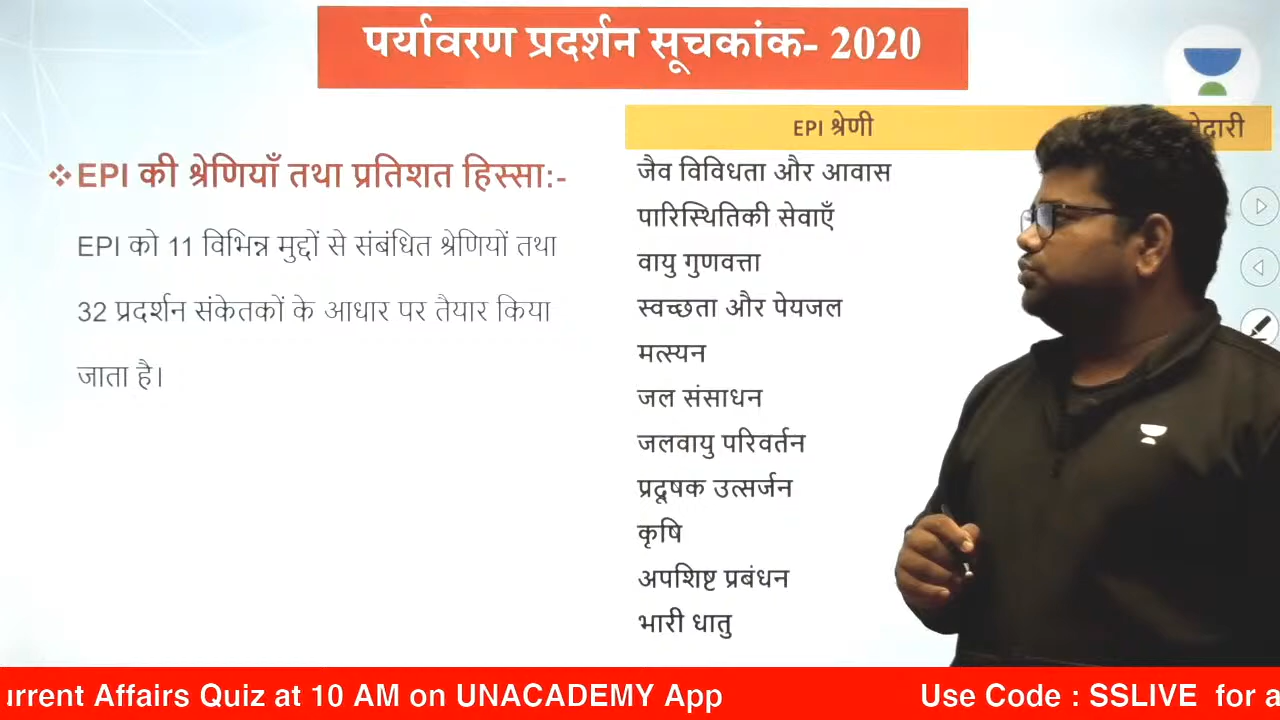 पर्यावरण प्रदर्शन सूचकांक- 2020
❖EPI की श्रेणियाँ तथा प्रतिशत हिस्सा:-
EPI को 11 विभिन्न मुद्दों से संबंधित श्रेणियों तथा
32 प्रदर्शन संकेतकों के आधार पर तैयार किया
जाता है।
EPI श्रेणी
जैव विविधता और आवास
पारिस्थितिकी सेवाएँ
वायु गुणवत्ता
स्वच्छता और पेयजल
मत्स्यन
जल संसाधन
जलवायु परिवर्तन
प्रदूषक उत्सर्जन
कृषि
अपशिष्ट प्रबंधन
भारी धातु
Affairs Quiz at 10 AM on UNACADEMY App
Use Code : SSLIVE for